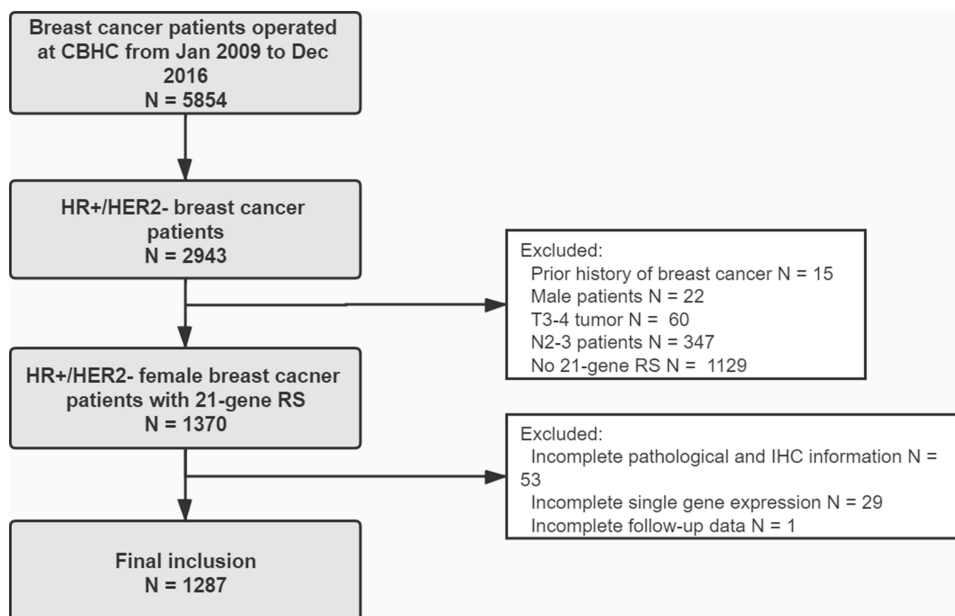 Breast cancer patients operated
at CBHC from Jan 2009 to Dec
2016
N = 5854
HR+/HER2- breast cancer
patients
N = 2943
Excluded:
Prior history of breast cancer N = 15
Male patients N = 22
T3-4 tumor N =  60
N2-3 patients N = 347
No 21-gene RS N =  1129
HR+/HER2- female breast cacner
patients with 21-gene RS
N = 1370
Excluded:
Incomplete pathological and IHC information N =
53
Incomplete single gene expression N = 29
Incomplete follow-up data N = 1
Final inclusion
N = 1287